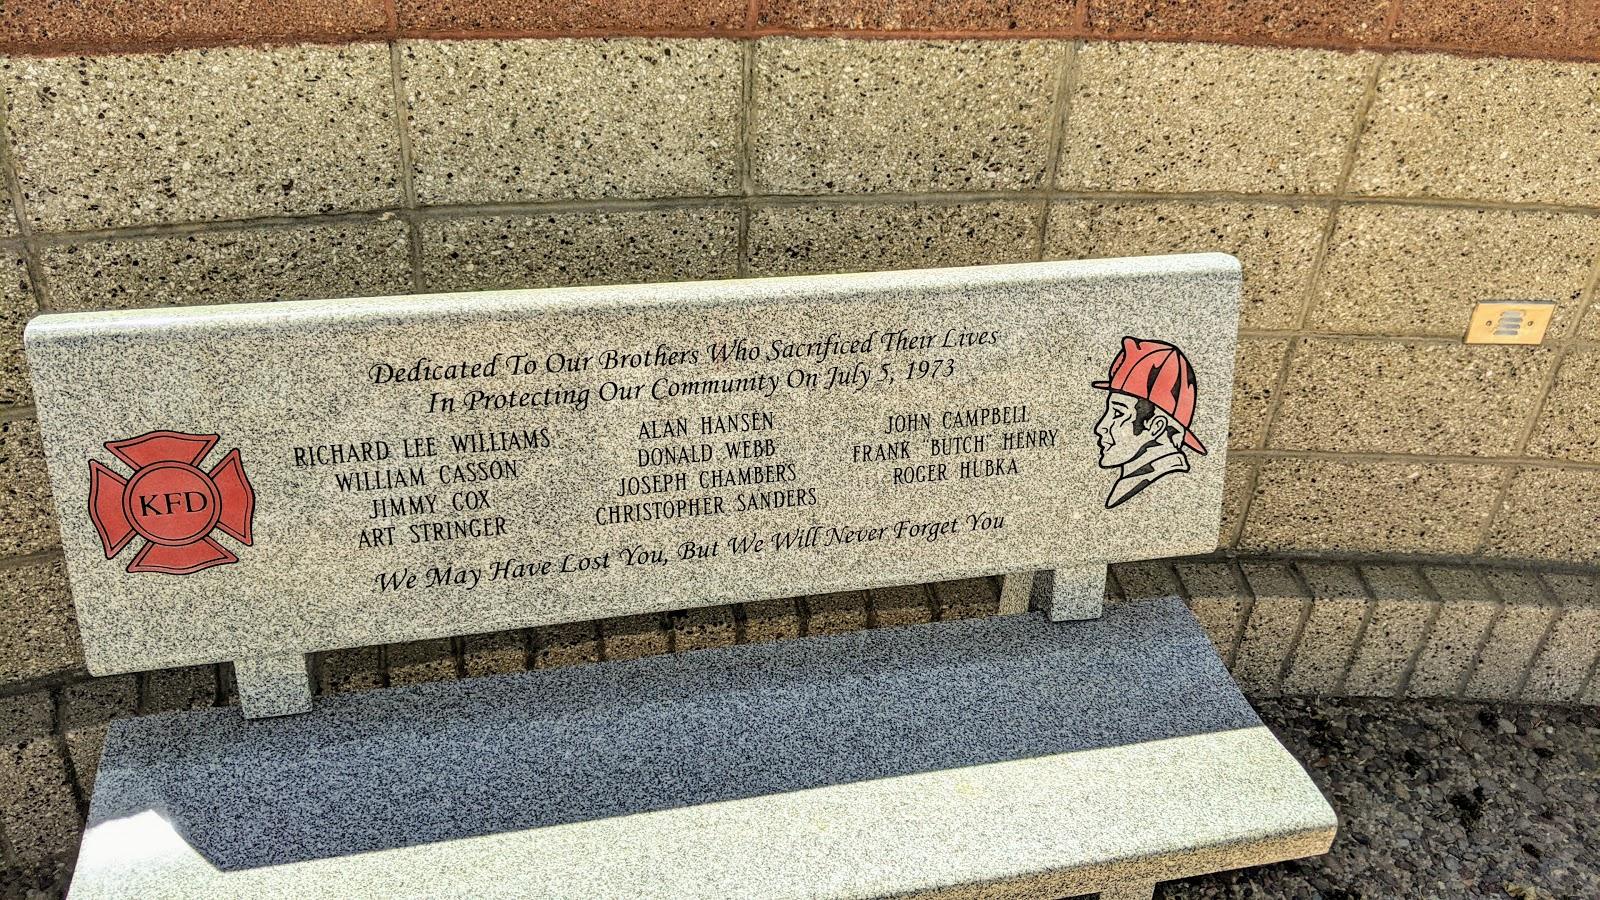 Dedicated To Our Brothers Who Sacrificed Their Lives
In Protecting Our Community On July 5, 1973
RICHARD LEE WILLIAMS
WILLIAM CASSON
JIMMY COX
ART STRINGER
ALAN HANSEN
DONALD WEBB
JOSEPH CHAMBERS
CHRISTOPHER SANDERS
JOHN CAMPBELL
FRANK "BUTCH" HENRY
ROGER HUBKA
We May Have Lost You, But We Will Never Forget You
KFD